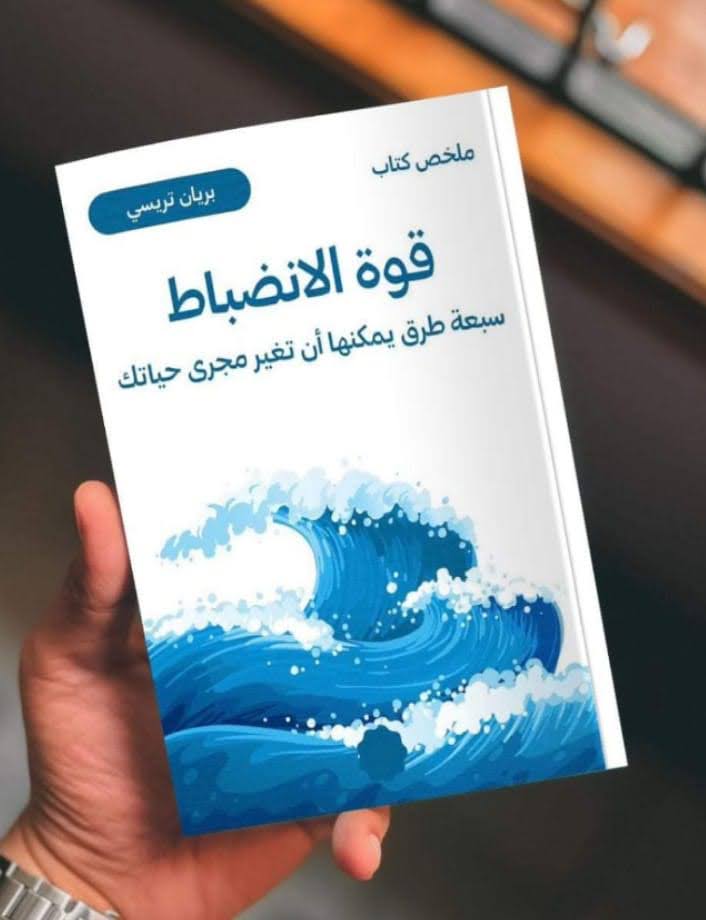 ملخص كتاب
بريان تريسي
قوة الانضباط
سبعة طرق يمكنها أن تغير مجرى حياتك